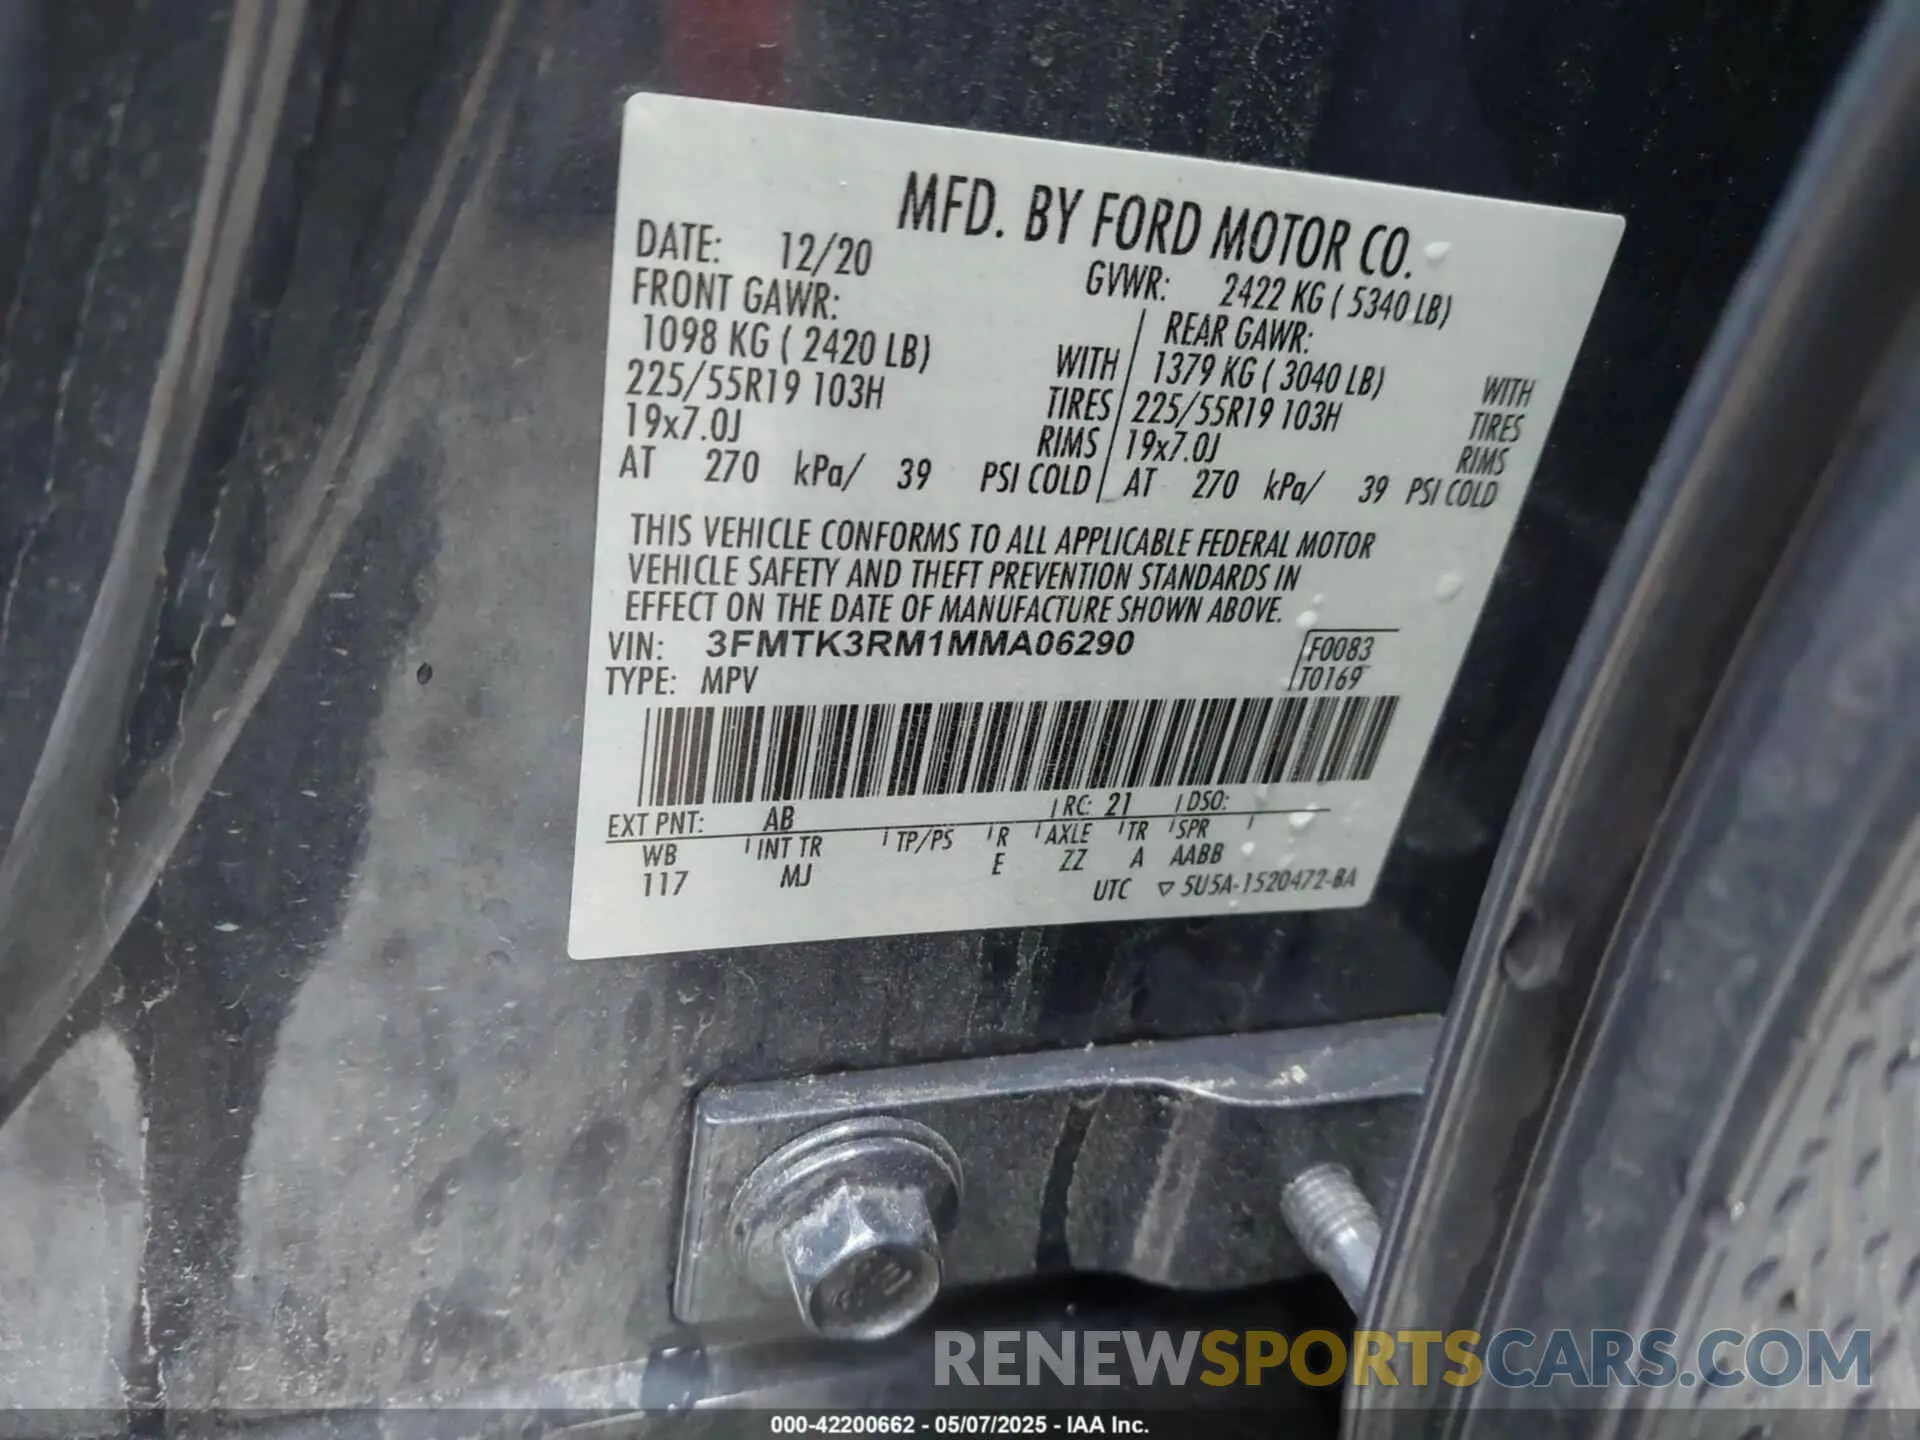 MFD. BY FORD MOTOR CO.
DATE: 12/20 GVWR: 2422 KG ( 5340 LB)
FRONT GAWR: REAR GAWR:
1098 KG ( 2420 LB) WITH 1379 KG ( 3040 LB) WITH
225/55R19 103H TIRES 225/55R19 103H TIRES
19x7.0J RIMS 19x7.0J RIMS
AT 270 kPa/ 39 PSI COLD AT 270 kPa/ 39 PSI COLD
THIS VEHICLE CONFORMS TO ALL APPLICABLE FEDERAL MOTOR
VEHICLE SAFETY AND THEFT PREVENTION STANDARDS IN
EFFECT ON THE DATE OF MANUFACTURE SHOWN ABOVE.
VIN: 3FMTK3RM1MMA06290 F0083
TYPE: MPV T0169
EXT PNT: AB RC: 21 DSO:
WB INT TR TP/PS R AXLE TR SPR
117 MJ E ZZ A AABB
UTC ▽ 5U5A-1520472-BA
RENEWSPORTSCARS.COM
000-42200662 - 05/07/2025 - IAA Inc.